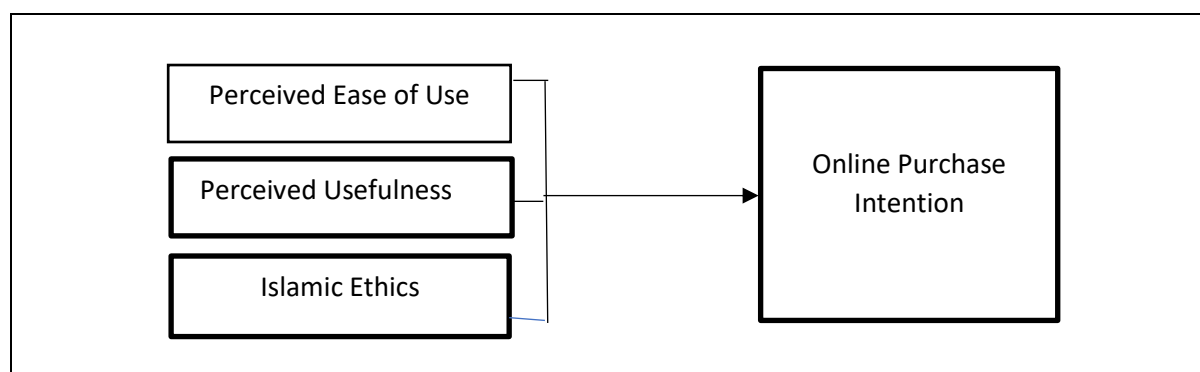 Perceived Ease of Use
Perceived Usefulness
Islamic Ethics
Online Purchase
Intention